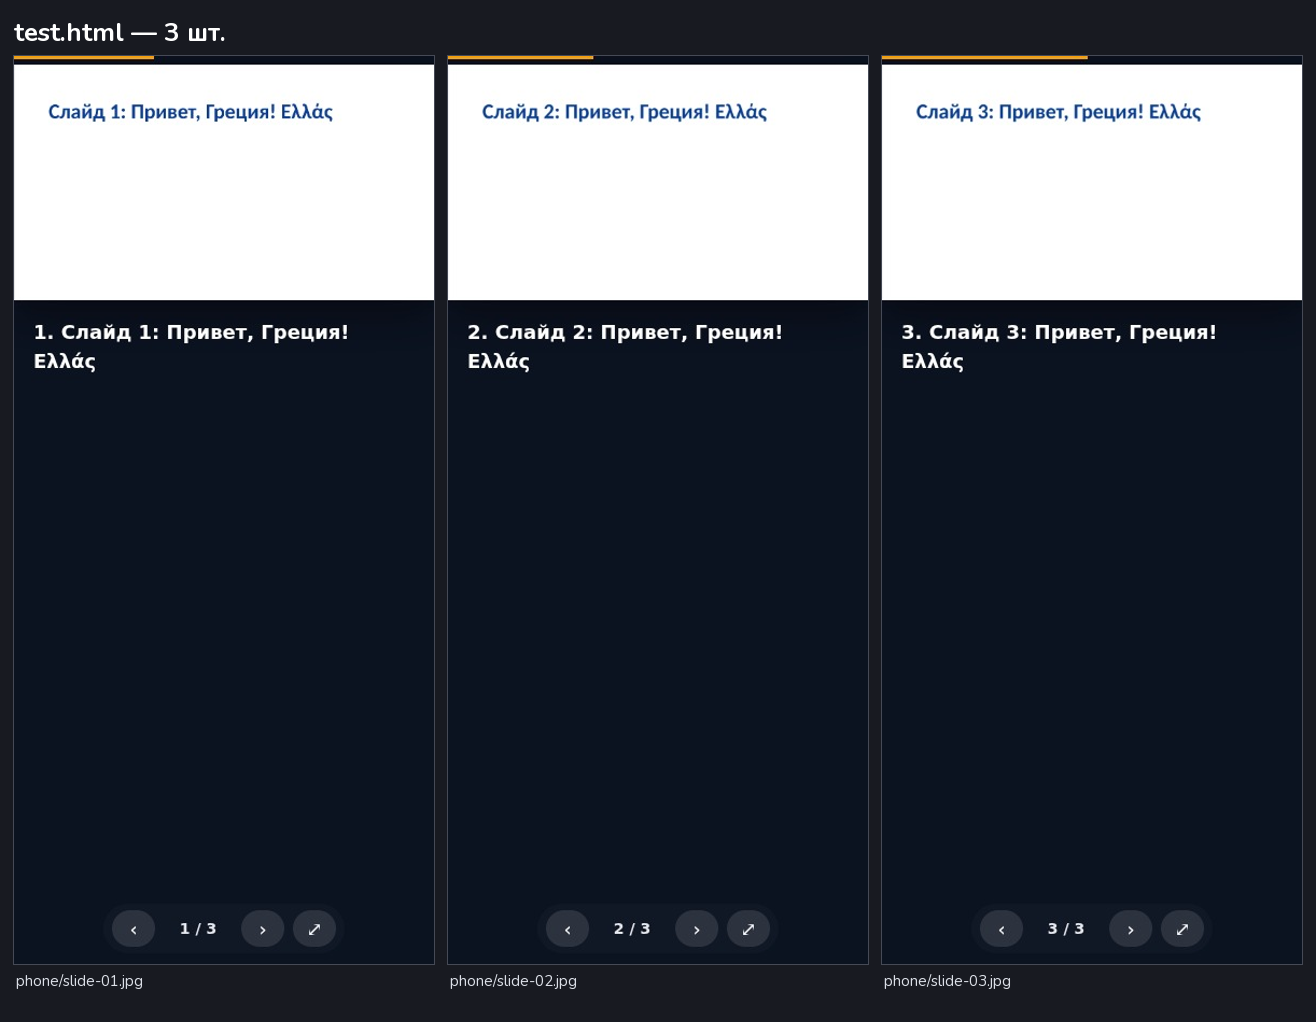 test.html — 3 шт.
Слайд 1: Привет, Греция! Ελλάς
1. Слайд 1: Привет, Греция!
Ελλάς
‹ 1 / 3 › ⤢
phone/slide-01.jpg
Слайд 2: Привет, Греция! Ελλάς
2. Слайд 2: Привет, Греция!
Ελλάς
‹ 2 / 3 › ⤢
phone/slide-02.jpg
Слайд 3: Привет, Греция! Ελλάς
3. Слайд 3: Привет, Греция!
Ελλάς
‹ 3 / 3 › ⤢
phone/slide-03.jpg